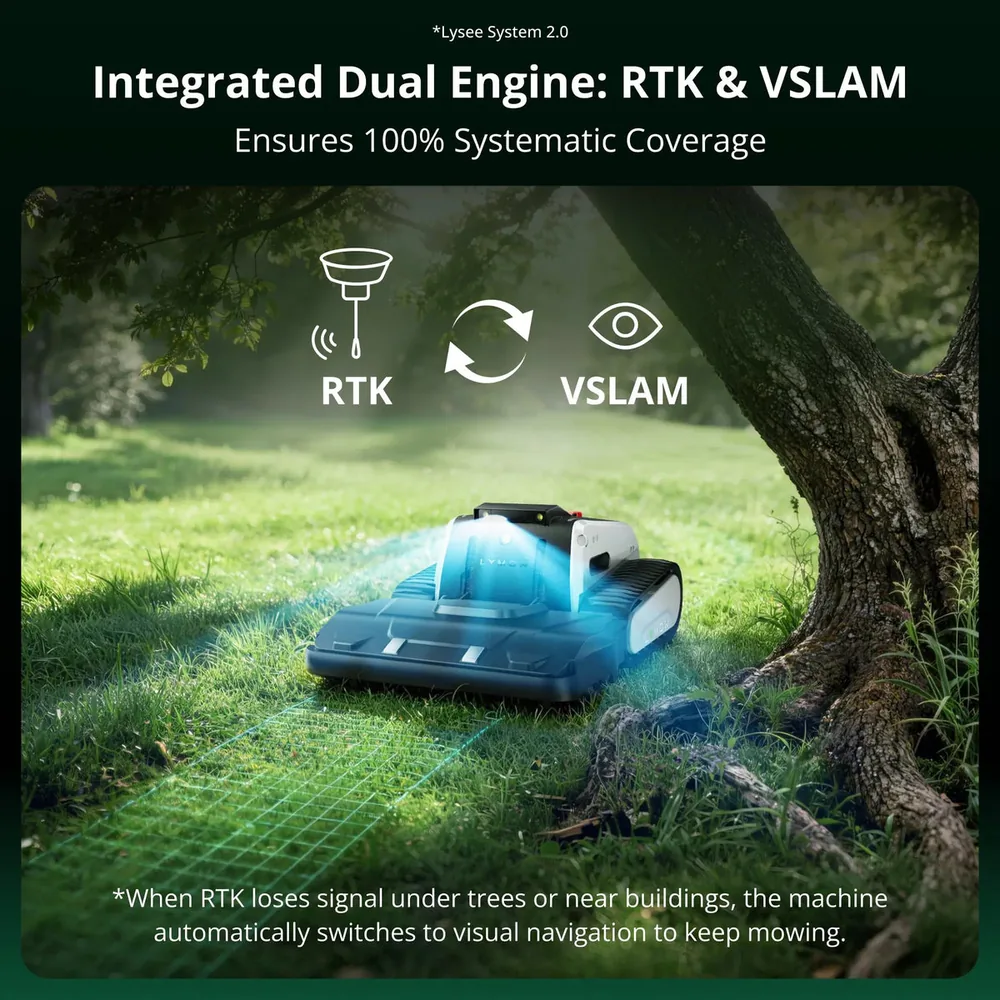 *Lysee System 2.0
Integrated Dual Engine: RTK & VSLAM
Ensures 100% Systematic Coverage
RTK
VSLAM
*When RTK loses signal under trees or near buildings, the machine
automatically switches to visual navigation to keep mowing.